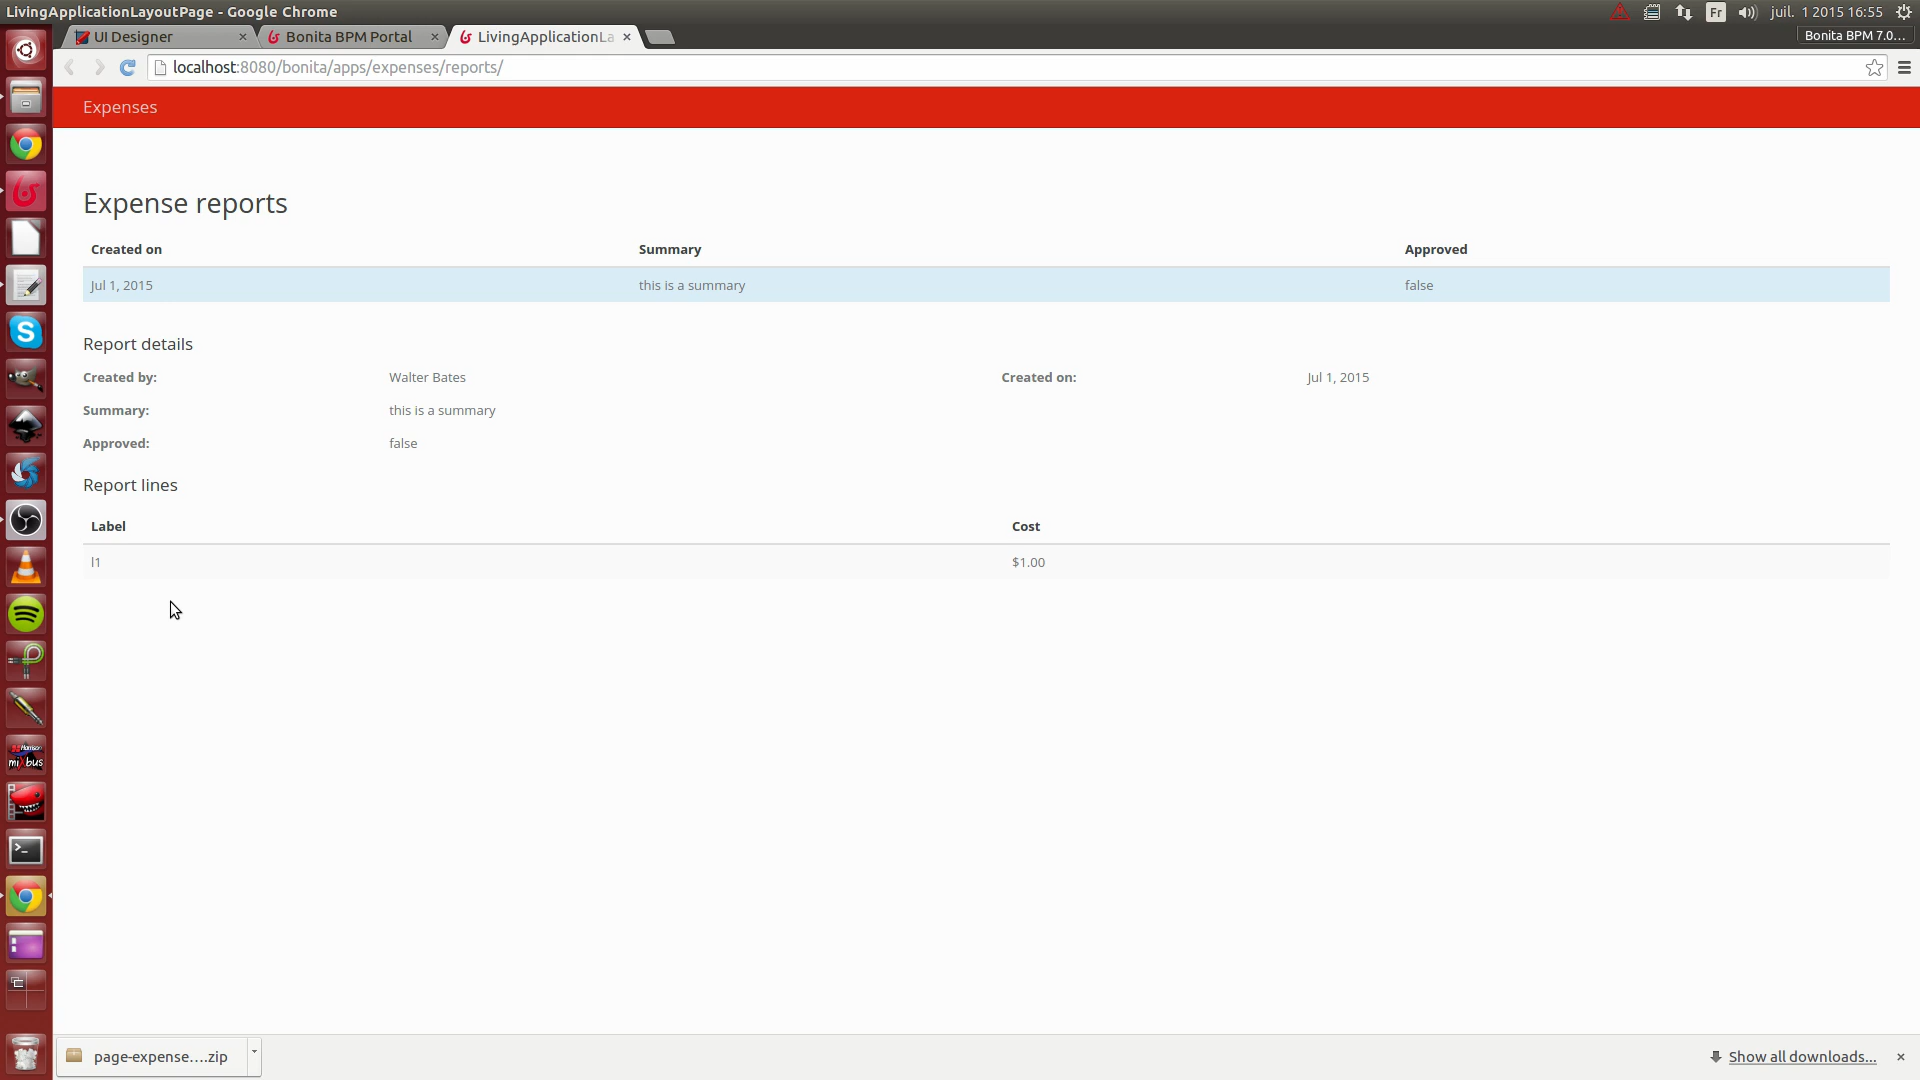 LivingApplicationLayoutPage - Google Chrome
Fr
juil. 1 2015 16:55
UI Designer
Bonita BPM Portal
LivingApplicationLa
Bonita BPM 7.0...
localhost:8080/bonita/apps/expenses/reports/
Expenses
Expense reports
Created on Summary Approved
Jul 1, 2015 this is a summary false
Report details
Created by: Walter Bates Created on: Jul 1, 2015
Summary: this is a summary
Approved: false
Report lines
Label Cost
l1 $1.00
Harrison
mixbus
page-expense....zip
Show all downloads...